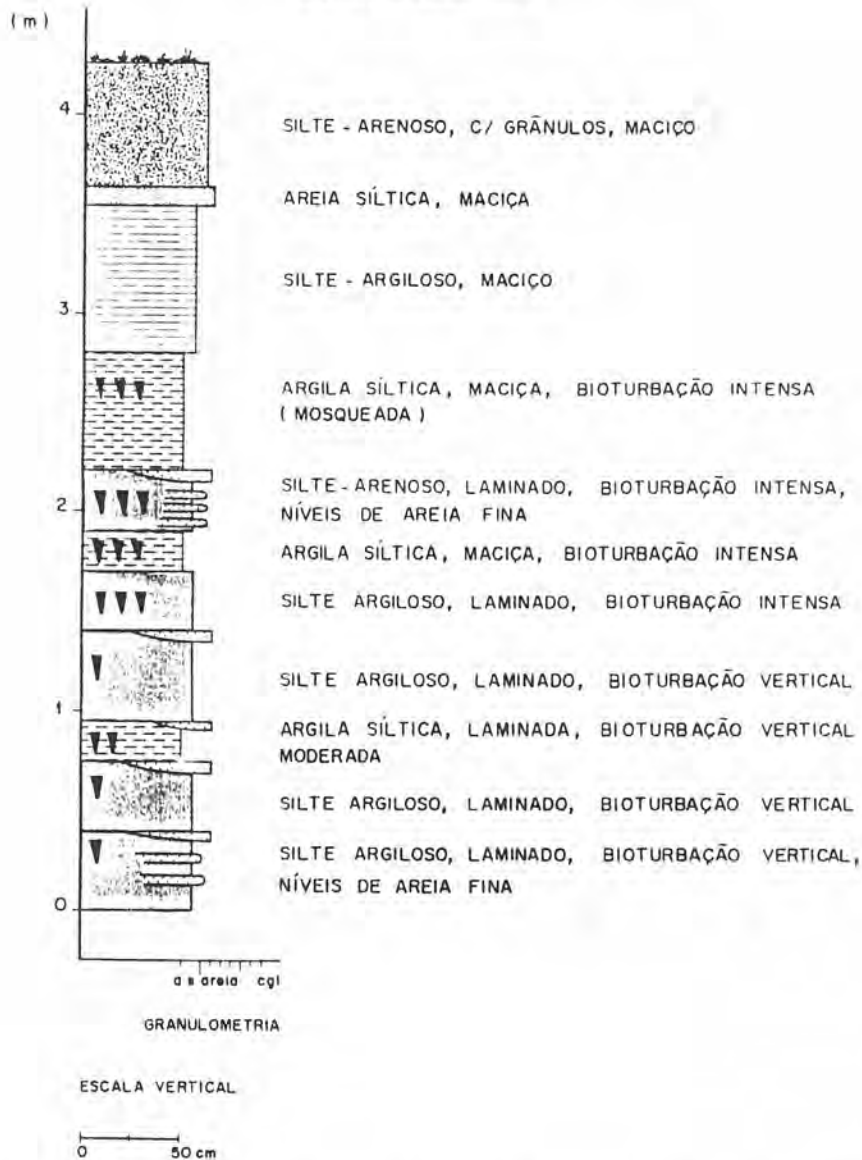 (m)
4
SILTE - ARENOSO, C/ GRÂNULOS, MACIÇO
AREIA SÍLTICA, MACIÇA
SILTE - ARGILOSO, MACIÇO
3
ARGILA SÍLTICA, MACIÇA, BIOTURBAÇÃO INTENSA
( MOSQUEADA )
2
SILTE-ARENOSO, LAMINADO, BIOTURBAÇÃO INTENSA,
NÍVEIS DE AREIA FINA
ARGILA SÍLTICA, MACIÇA, BIOTURBAÇÃO INTENSA
SILTE ARGILOSO, LAMINADO, BIOTURBAÇÃO INTENSA
SILTE ARGILOSO, LAMINADO, BIOTURBAÇÃO VERTICAL
1
ARGILA SÍLTICA, LAMINADA, BIOTURBAÇÃO VERTICAL
MODERADA
SILTE ARGILOSO, LAMINADO, BIOTURBAÇÃO VERTICAL
SILTE ARGILOSO, LAMINADO, BIOTURBAÇÃO VERTICAL,
NÍVEIS DE AREIA FINA
0
a s areia cgl
GRANULOMETRIA
ESCALA VERTICAL
0 50 cm